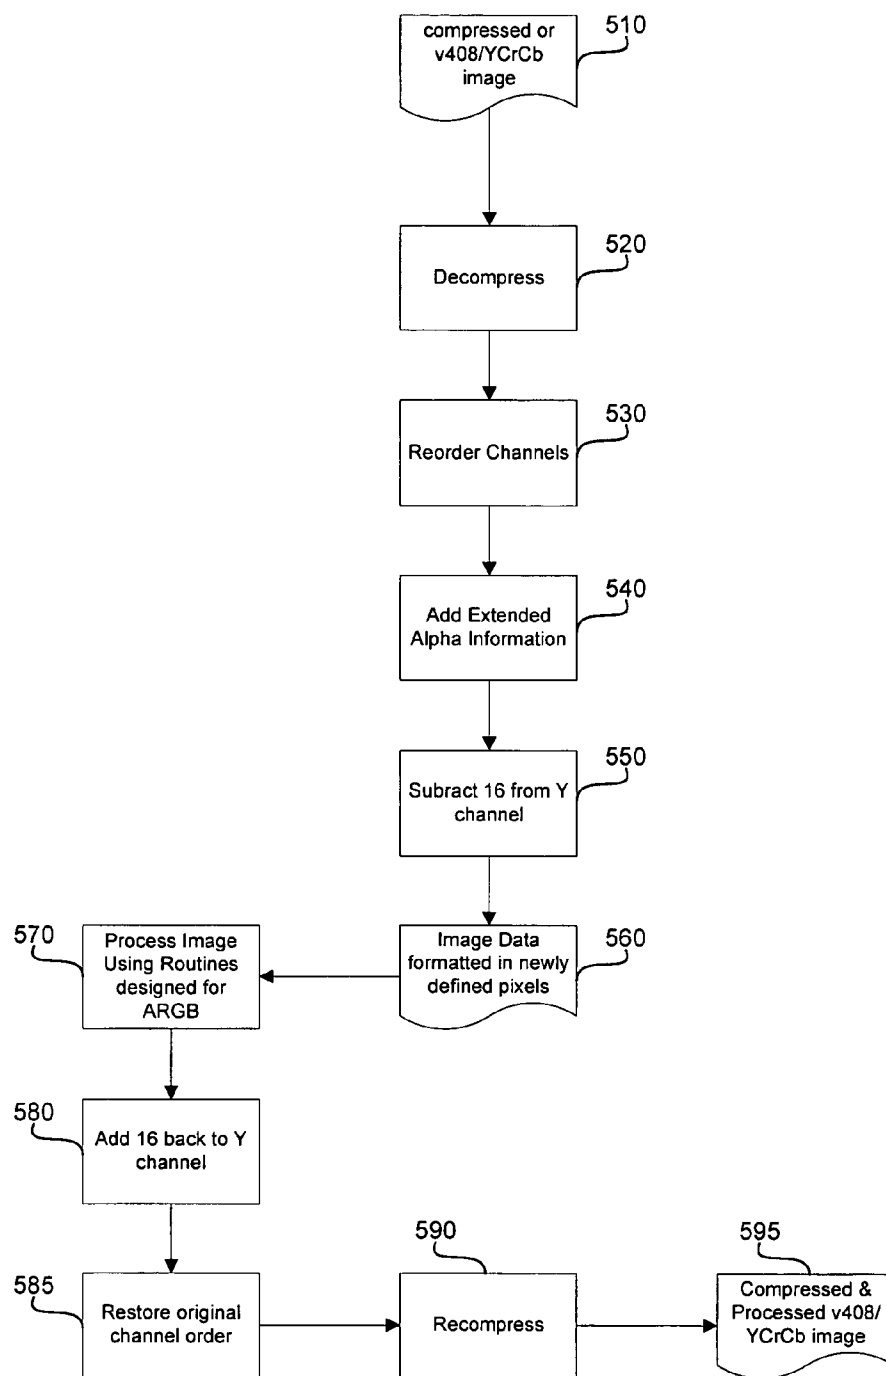 compressed or
v408/YCrCb
image
510
Decompress
520
Reorder Channels
530
Add Extended
Alpha Information
540
Subract 16 from Y
channel
550
Image Data
formatted in newly
defined pixels
560
570
Process Image
Using Routines
designed for
ARGB
580
Add 16 back to Y
channel
585
Restore original
channel order
590
Recompress
595
Compressed &
Processed v408/
YCrCb image